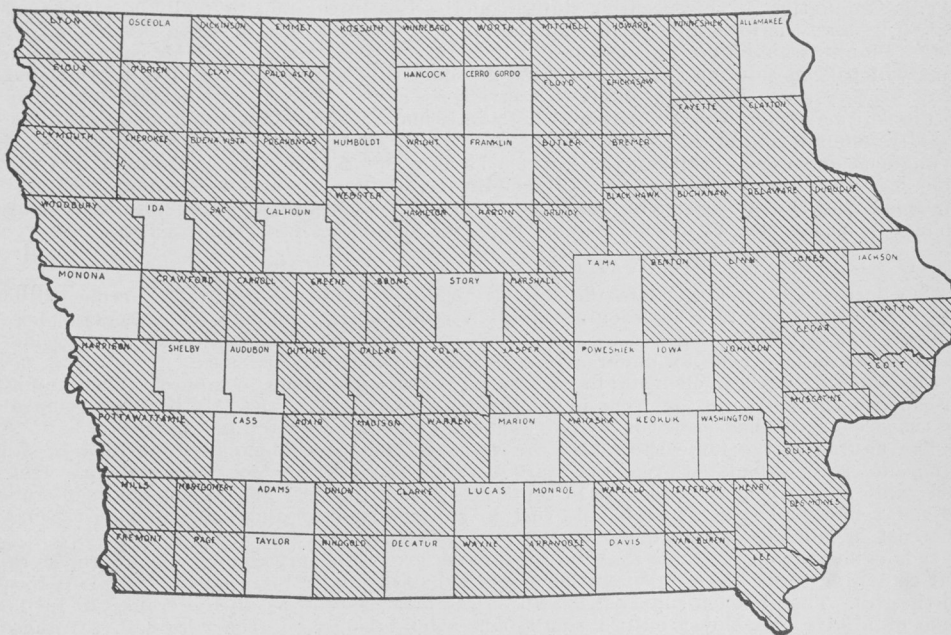 LYON OSCEOLA DICKINSON EMMET KOSSUTH WINNEBAGO WORTH MITCHELL HOWARD WINNESHIEK ALLAMAKEE
SIOUX O'BRIEN CLAY PALO ALTO HANCOCK CERRO GORDO FLOYD CHICKASAW
FAYETTE CLAYTON
PLYMOUTH CHEROKEE BUENA VISTA POCAHONTAS HUMBOLDT WRIGHT FRANKLIN BUTLER BREMER
WOODBURY IDA SAC CALHOUN WEBSTER HAMILTON HARDIN GRUNDY BLACK HAWK BUCHANAN DELAWARE DUBUQUE
MONONA CRAWFORD CARROLL GREENE BOONE STORY MARSHALL TAMA BENTON LINN JONES JACKSON
CLINTON
CEDAR
HARRISON SHELBY AUDUBON GUTHRIE DALLAS POLK JASPER POWESHIEK IOWA JOHNSON SCOTT
MUSCATINE
POTTAWATTAMIE CASS ADAIR MADISON WARREN MARION MAHASKA KEOKUK WASHINGTON
LOUISA
MILLS MONTGOMERY ADAMS UNION CLARKE LUCAS MONROE WAPELLO JEFFERSON HENRY DES MOINES
FREMONT PAGE TAYLOR RINGGOLD DECATUR WAYNE APPANOOSE DAVIS VAN BUREN LEE